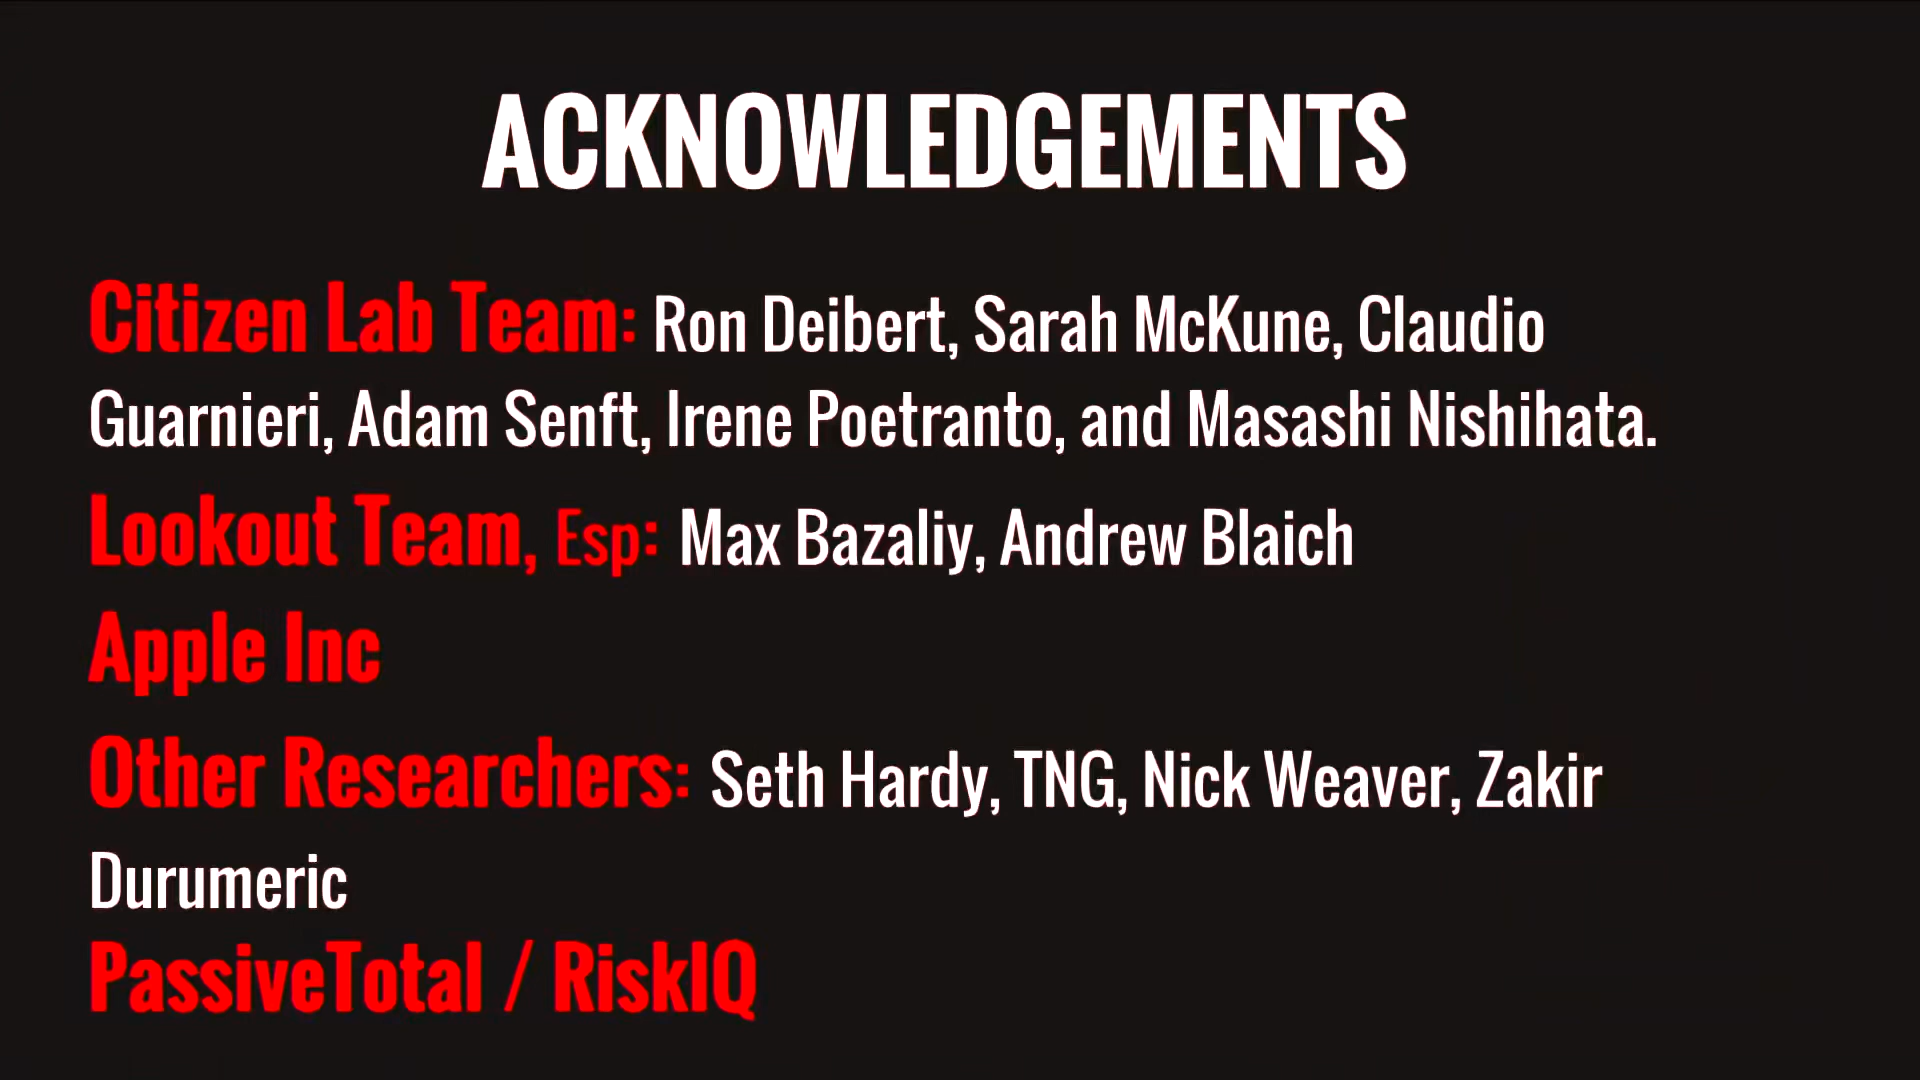 ACKNOWLEDGEMENTS
Citizen Lab Team: Ron Deibert, Sarah McKune, Claudio
Guarnieri, Adam Senft, Irene Poetranto, and Masashi Nishihata.
Lookout Team, Esp: Max Bazaliy, Andrew Blaich
Apple Inc
Other Researchers: Seth Hardy, TNG, Nick Weaver, Zakir
Durumeric
PassiveTotal / RiskIQ